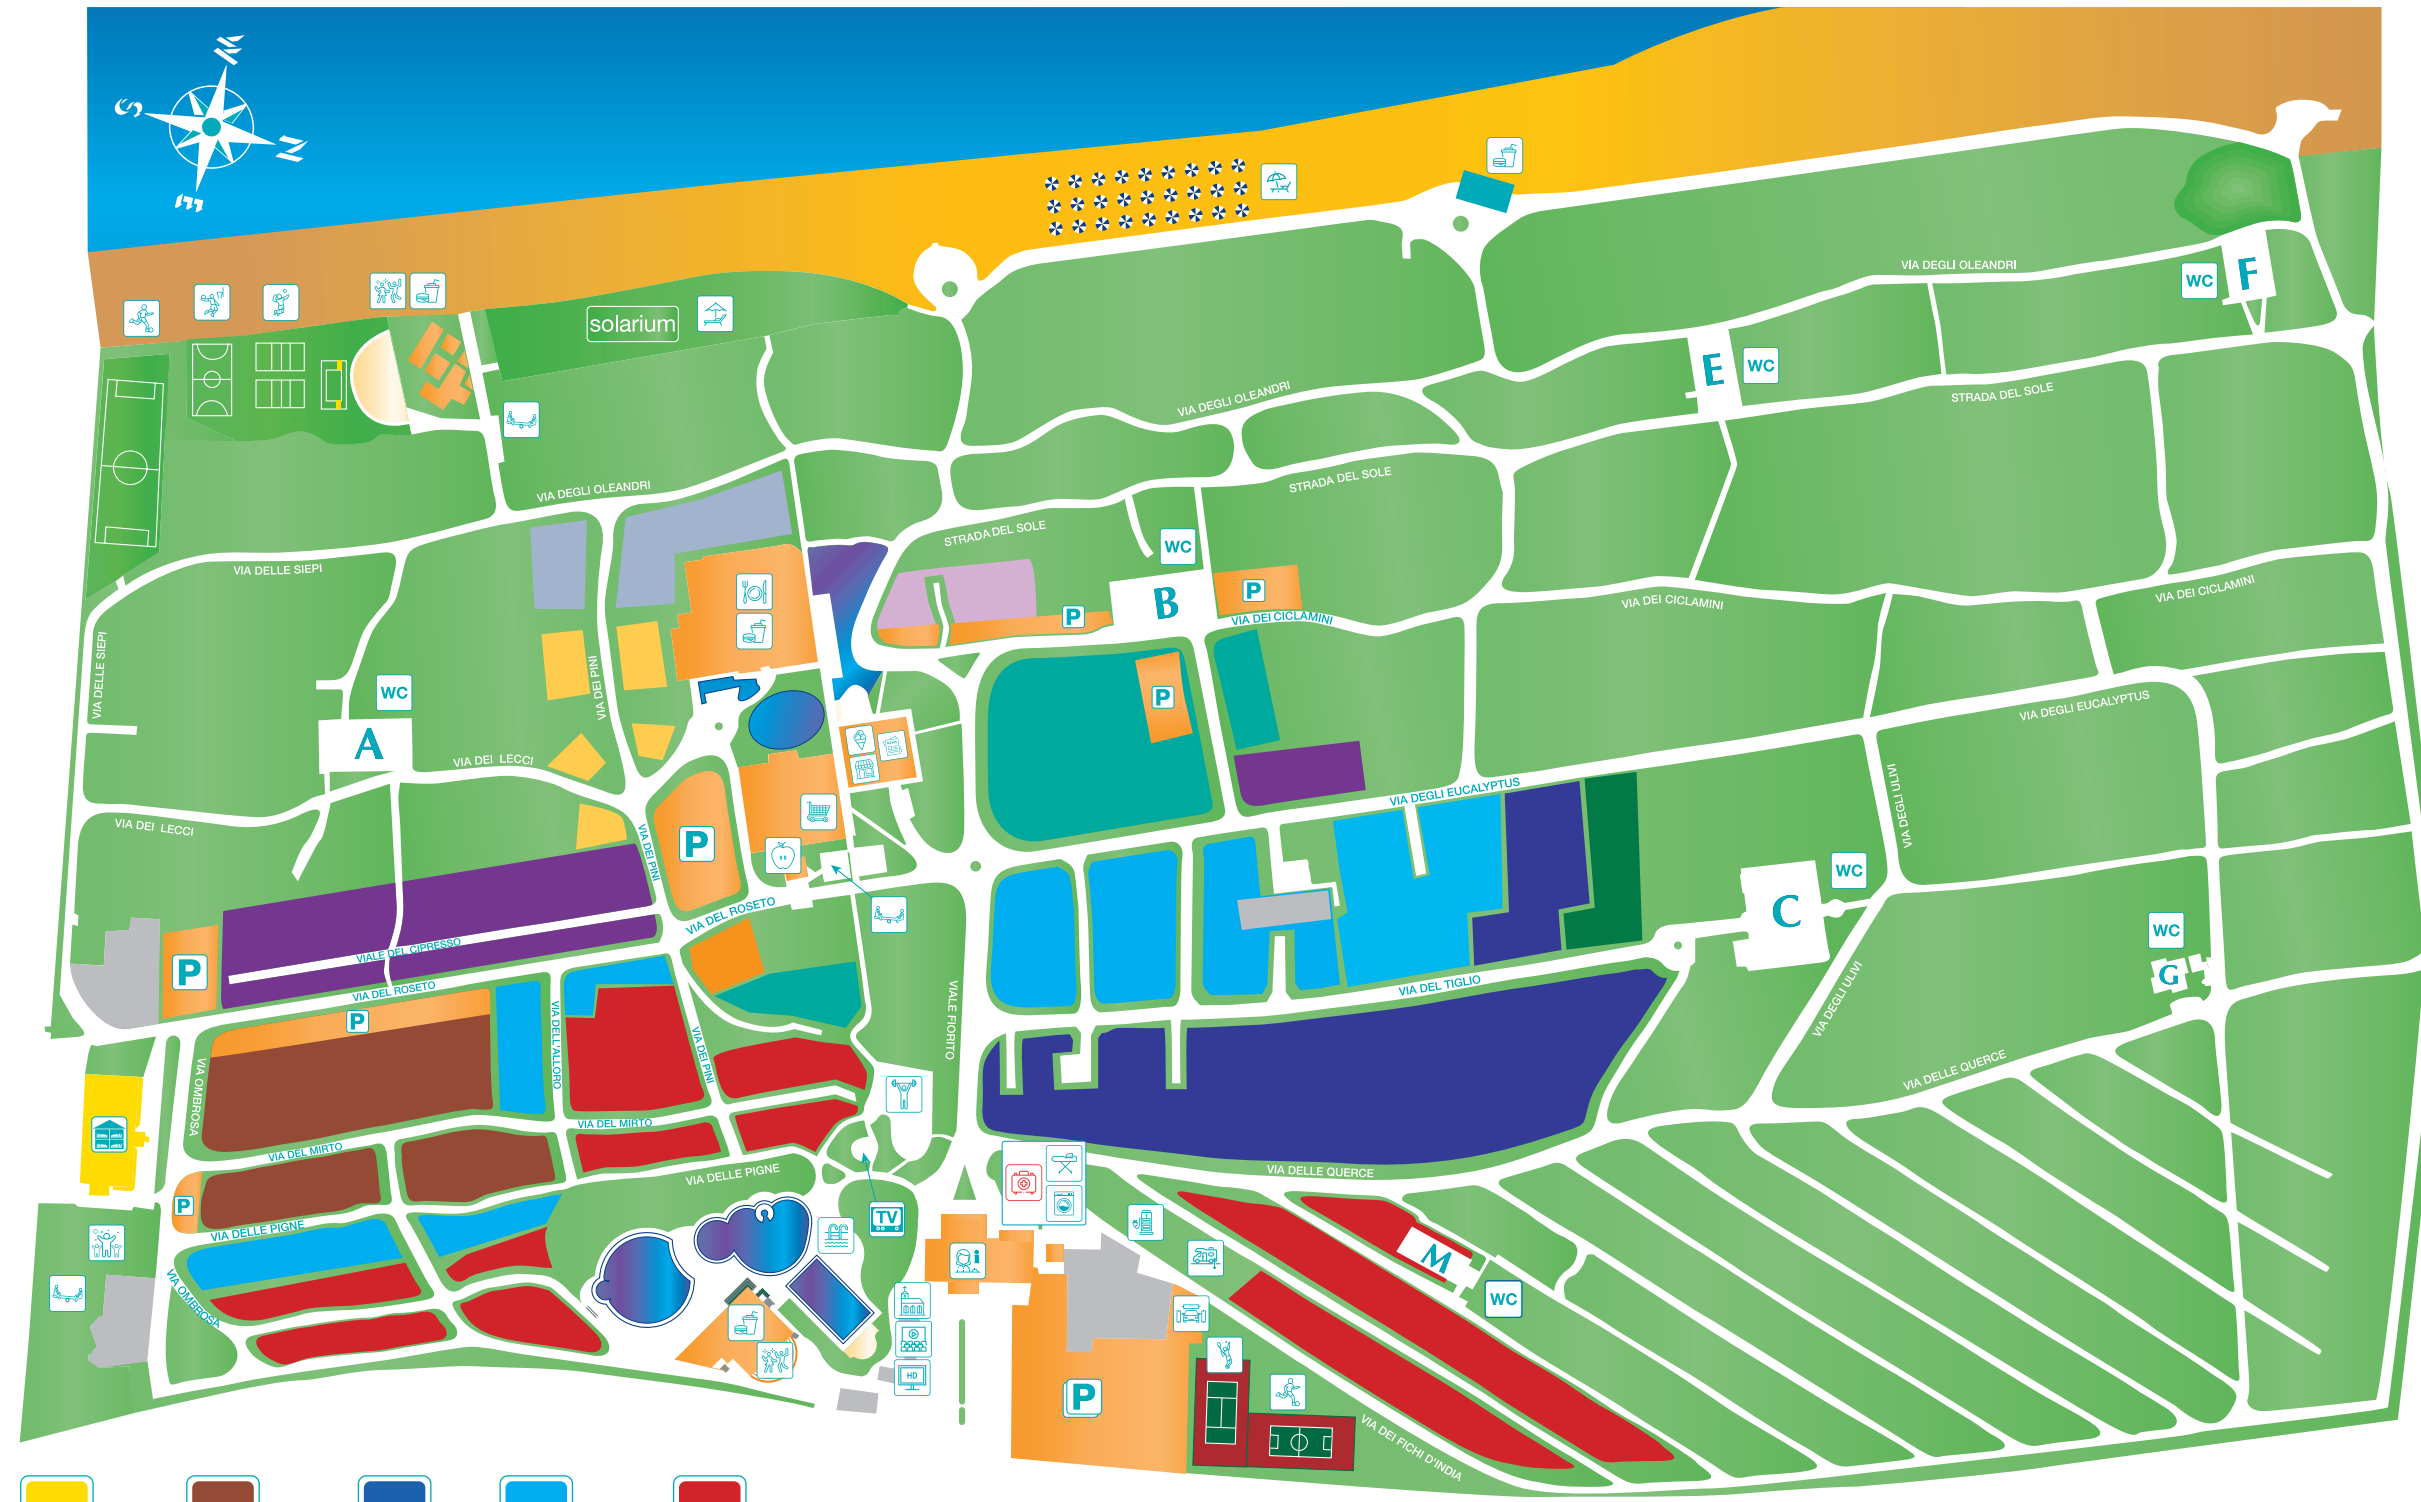 N
S
N
E
solarium
WC
F
VIA DEGLI OLEANDRI
E
WC
STRADA DEL SOLE
VIA DEGLI OLEANDRI
VIA DEGLI OLEANDRI
STRADA DEL SOLE
STRADA DEL SOLE
WC
B
P
P
VIA DEI CICLAMINI
VIA DEI CICLAMINI
VIA DEI CICLAMINI
VIA DELLE SIEPI
VIA DELLE SIEPI
WC
A
VIA DEI PINI
VIA DEI LECCI
VIA DEI LECCI
P
VIA DEGLI EUCALYPTUS
VIA DEGLI EUCALYPTUS
VIA DEGLI ULIVI
VIA DEI PINI
P
VIA DEL ROSETO
WC
C
WC
G
VIALE DEL CIPRESSO
P
VIA DEL ROSETO
P
VIA DEL TIGLIO
VIA DEGLI ULIVI
VIALE FIORITO
VIA DELL'ALLORO
VIA DEI PINI
VIA OMBROSA
VIA DELLE QUERCE
VIA DEL MIRTO
VIA DEL MIRTO
VIA DELLE PIGNE
VIA DELLE QUERCE
P
VIA DELLE PIGNE
TV
i
M
WC
VIA OMBROSA
HD
P
VIA DEI FICHI D'INDIA